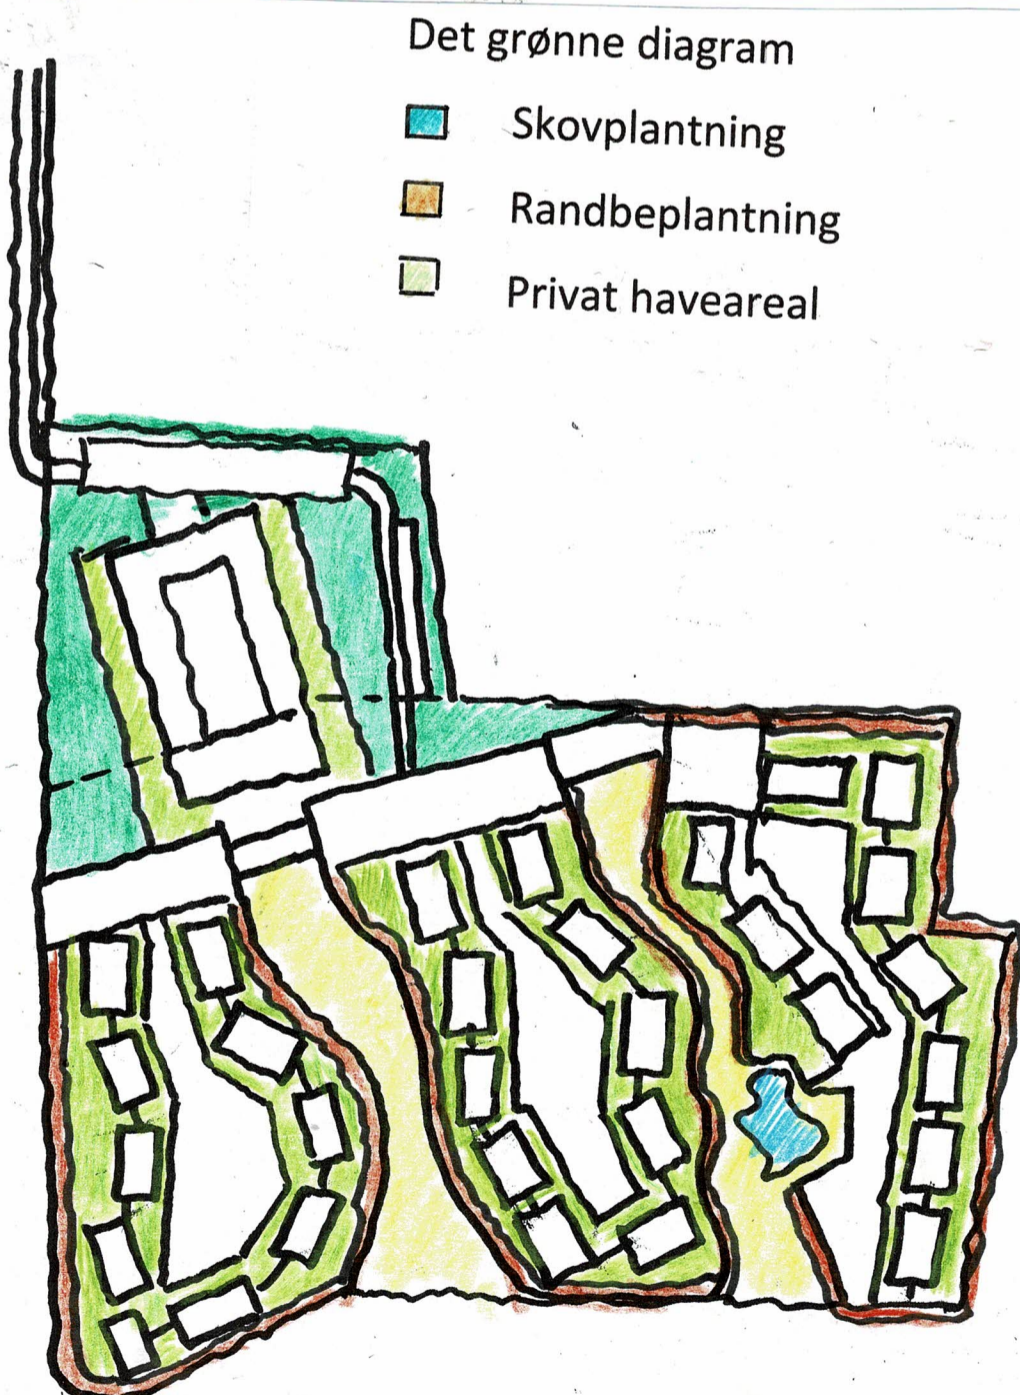 Det grønne diagram
Skovplantning
Randbeplantning
Privat haveareal